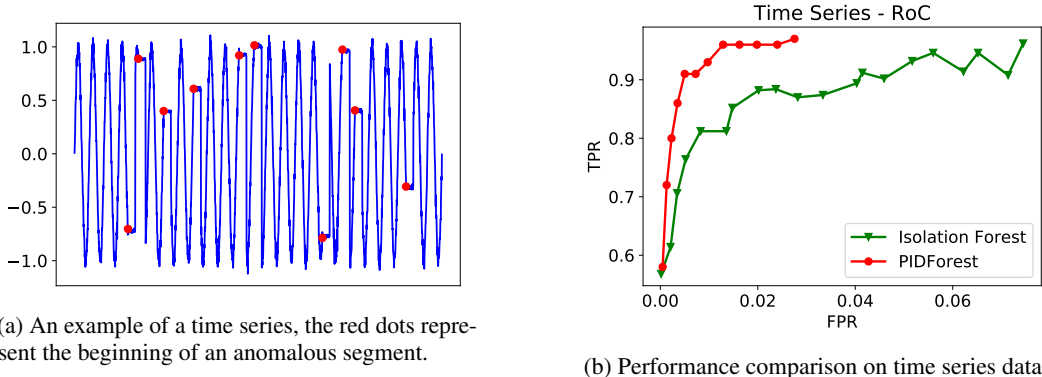 1.0
0.5
0.0
−0.5
−1.0
(a) An example of a time series, the red dots repre-
sent the beginning of an anomalous segment.
Time Series - RoC
TPR
0.9
0.8
0.7
0.6
Isolation Forest
PIDForest
0.00 0.02 0.04 0.06
FPR
(b) Performance comparison on time series data